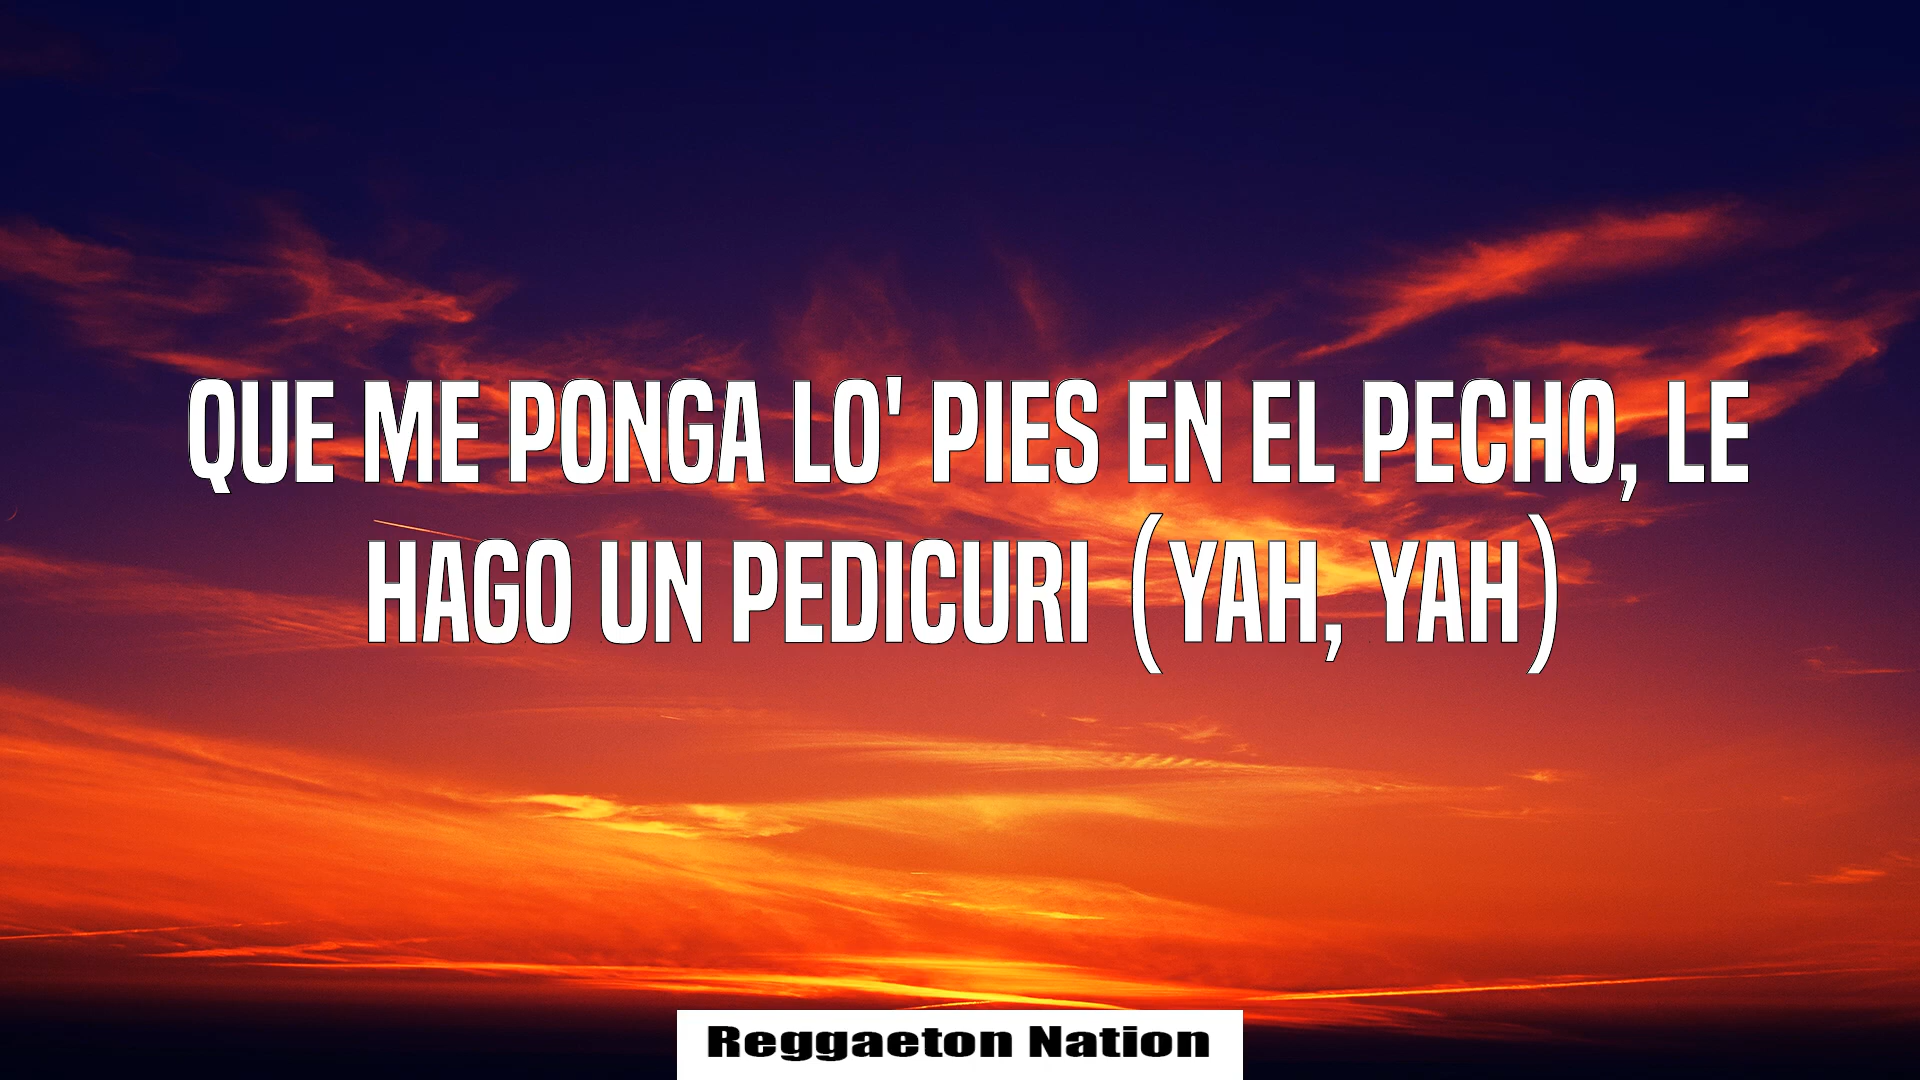 QUE ME PONGA LO' PIES EN EL PECHO, LE
HAGO UN PEDICURI (YAH, YAH)
Reggaeton Nation